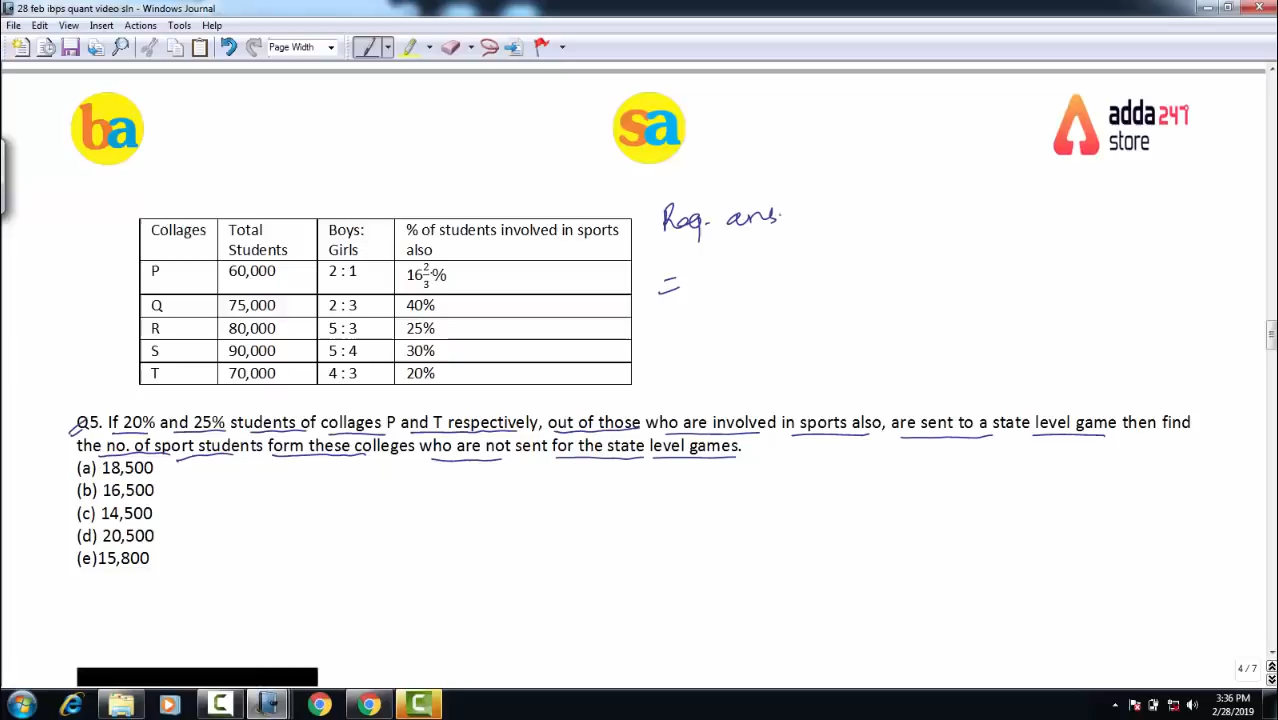 28 feb ibps quant video sln - Windows Journal
File Edit View Insert Actions Tools Help
Page Width
ba
sa
adda 247
store
Req. ans.
=
Collages Total Students Boys: Girls % of students involved in sports also
P 60,000 2 : 1 16 2/3 %
Q 75,000 2 : 3 40%
R 80,000 5 : 3 25%
S 90,000 5 : 4 30%
T 70,000 4 : 3 20%
Q5. If 20% and 25% students of collages P and T respectively, out of those who are involved in sports also, are sent to a state level game then find
the no. of sport students form these colleges who are not sent for the state level games.
(a) 18,500
(b) 16,500
(c) 14,500
(d) 20,500
(e)15,800
4 / 7
3:36 PM
2/28/2019